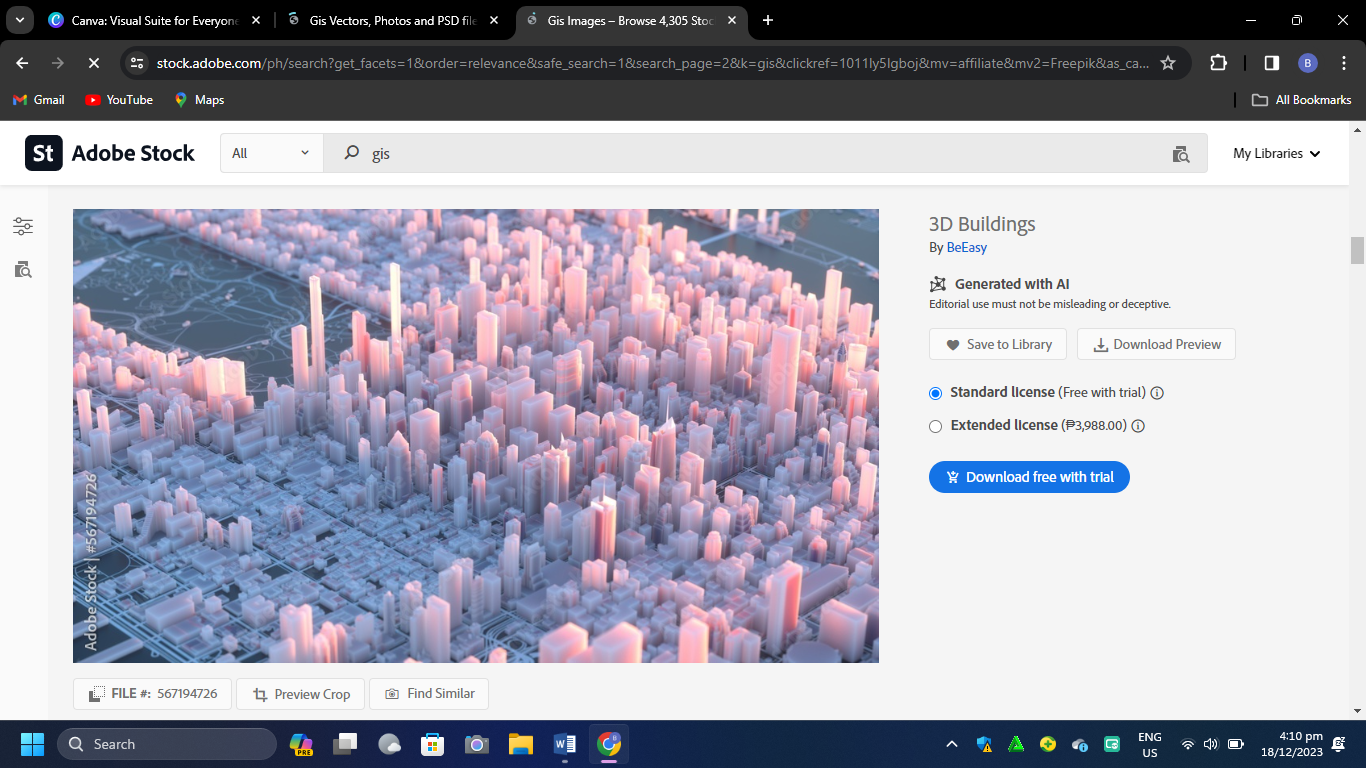 Canva: Visual Suite for Everyone
Gis Vectors, Photos and PSD file
Gis Images – Browse 4,305 Stoc
stock.adobe.com/ph/search?get_facets=1&order=relevance&safe_search=1&search_page=2&k=gis&clickref=1011ly5lgboj&mv=affiliate&mv2=Freepik&as_ca...
B
Gmail
YouTube
Maps
All Bookmarks
St
Adobe Stock
All
gis
My Libraries
3D Buildings
By BeEasy
Generated with AI
Editorial use must not be misleading or deceptive.
Save to Library
Download Preview
Standard license (Free with trial)
Extended license (₱3,988.00)
Download free with trial
Adobe Stock | #567194726
FILE #: 567194726
Preview Crop
Find Similar
Search
PRE
ENG
US
4:10 pm
18/12/2023